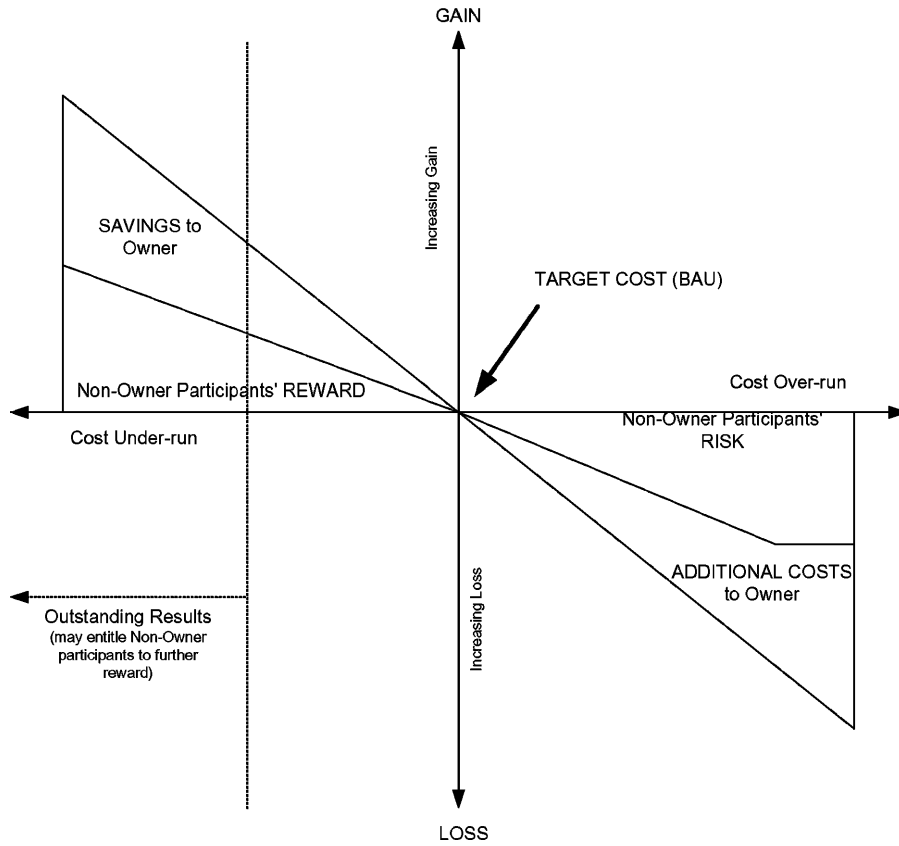 GAIN
Increasing Gain
SAVINGS to
Owner
TARGET COST (BAU)
Non-Owner Participants' REWARD
Cost Over-run
Cost Under-run
Non-Owner Participants'
RISK
ADDITIONAL COSTS
to Owner
Increasing Loss
Outstanding Results
(may entitle Non-Owner
participants to further
reward)
LOSS